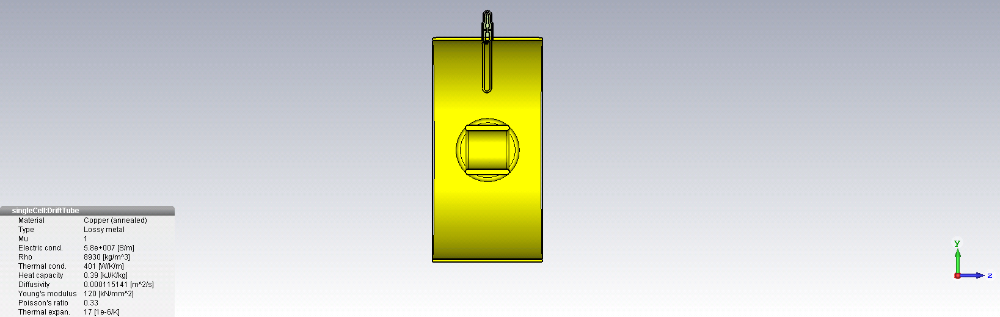 singleCell:DriftTube
Material Copper (annealed)
Type Lossy metal
Mu 1
Electric cond. 5.8e+007 [S/m]
Rho 8930 [kg/m^3]
Thermal cond. 401 [W/K/m]
Heat capacity 0.39 [kJ/K/kg]
Diffusivity 0.000115141 [m^2/s]
Young's modulus 120 [kN/mm^2]
Poisson's ratio 0.33
Thermal expan. 17 [1e-6/K]
y
z